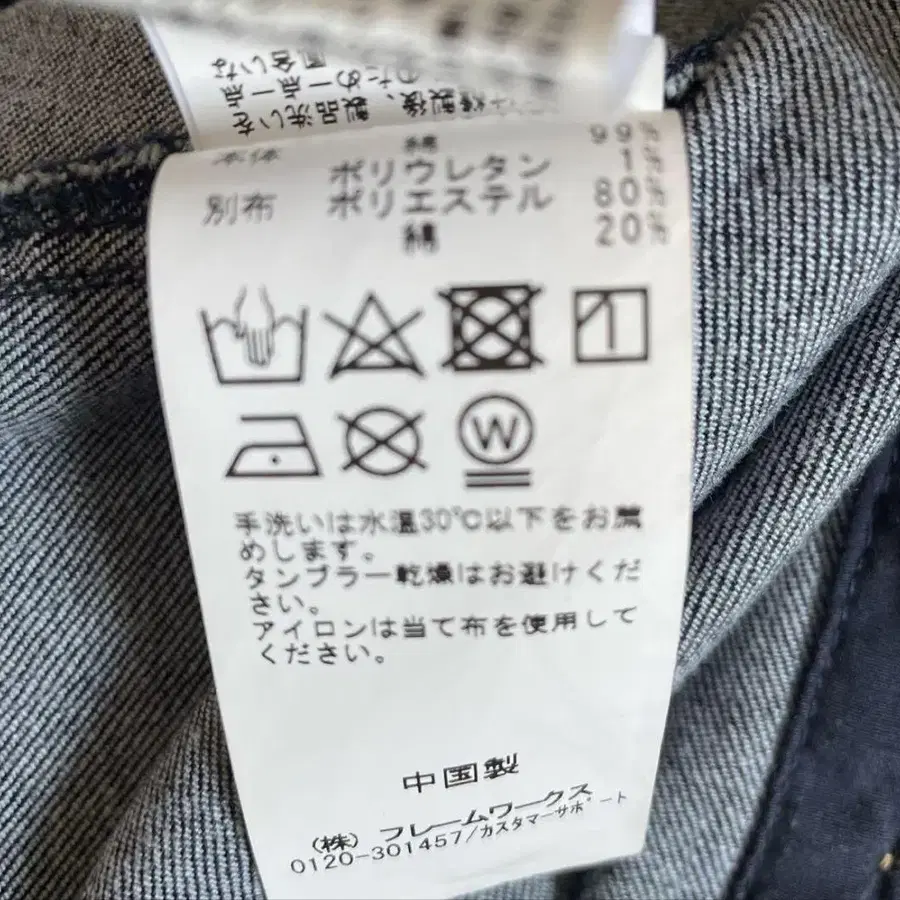 本体 綿 99%
ポリウレタン 1%
別布 ポリエステル 80%
綿 20%
W
手洗いは水温30℃以下をお薦
めします。
タンブラー乾燥はお避けくだ
さい。
アイロンは当て布を使用して
ください。
中国製
(株) フレームワークス
0120-301457/カスタマーサポート